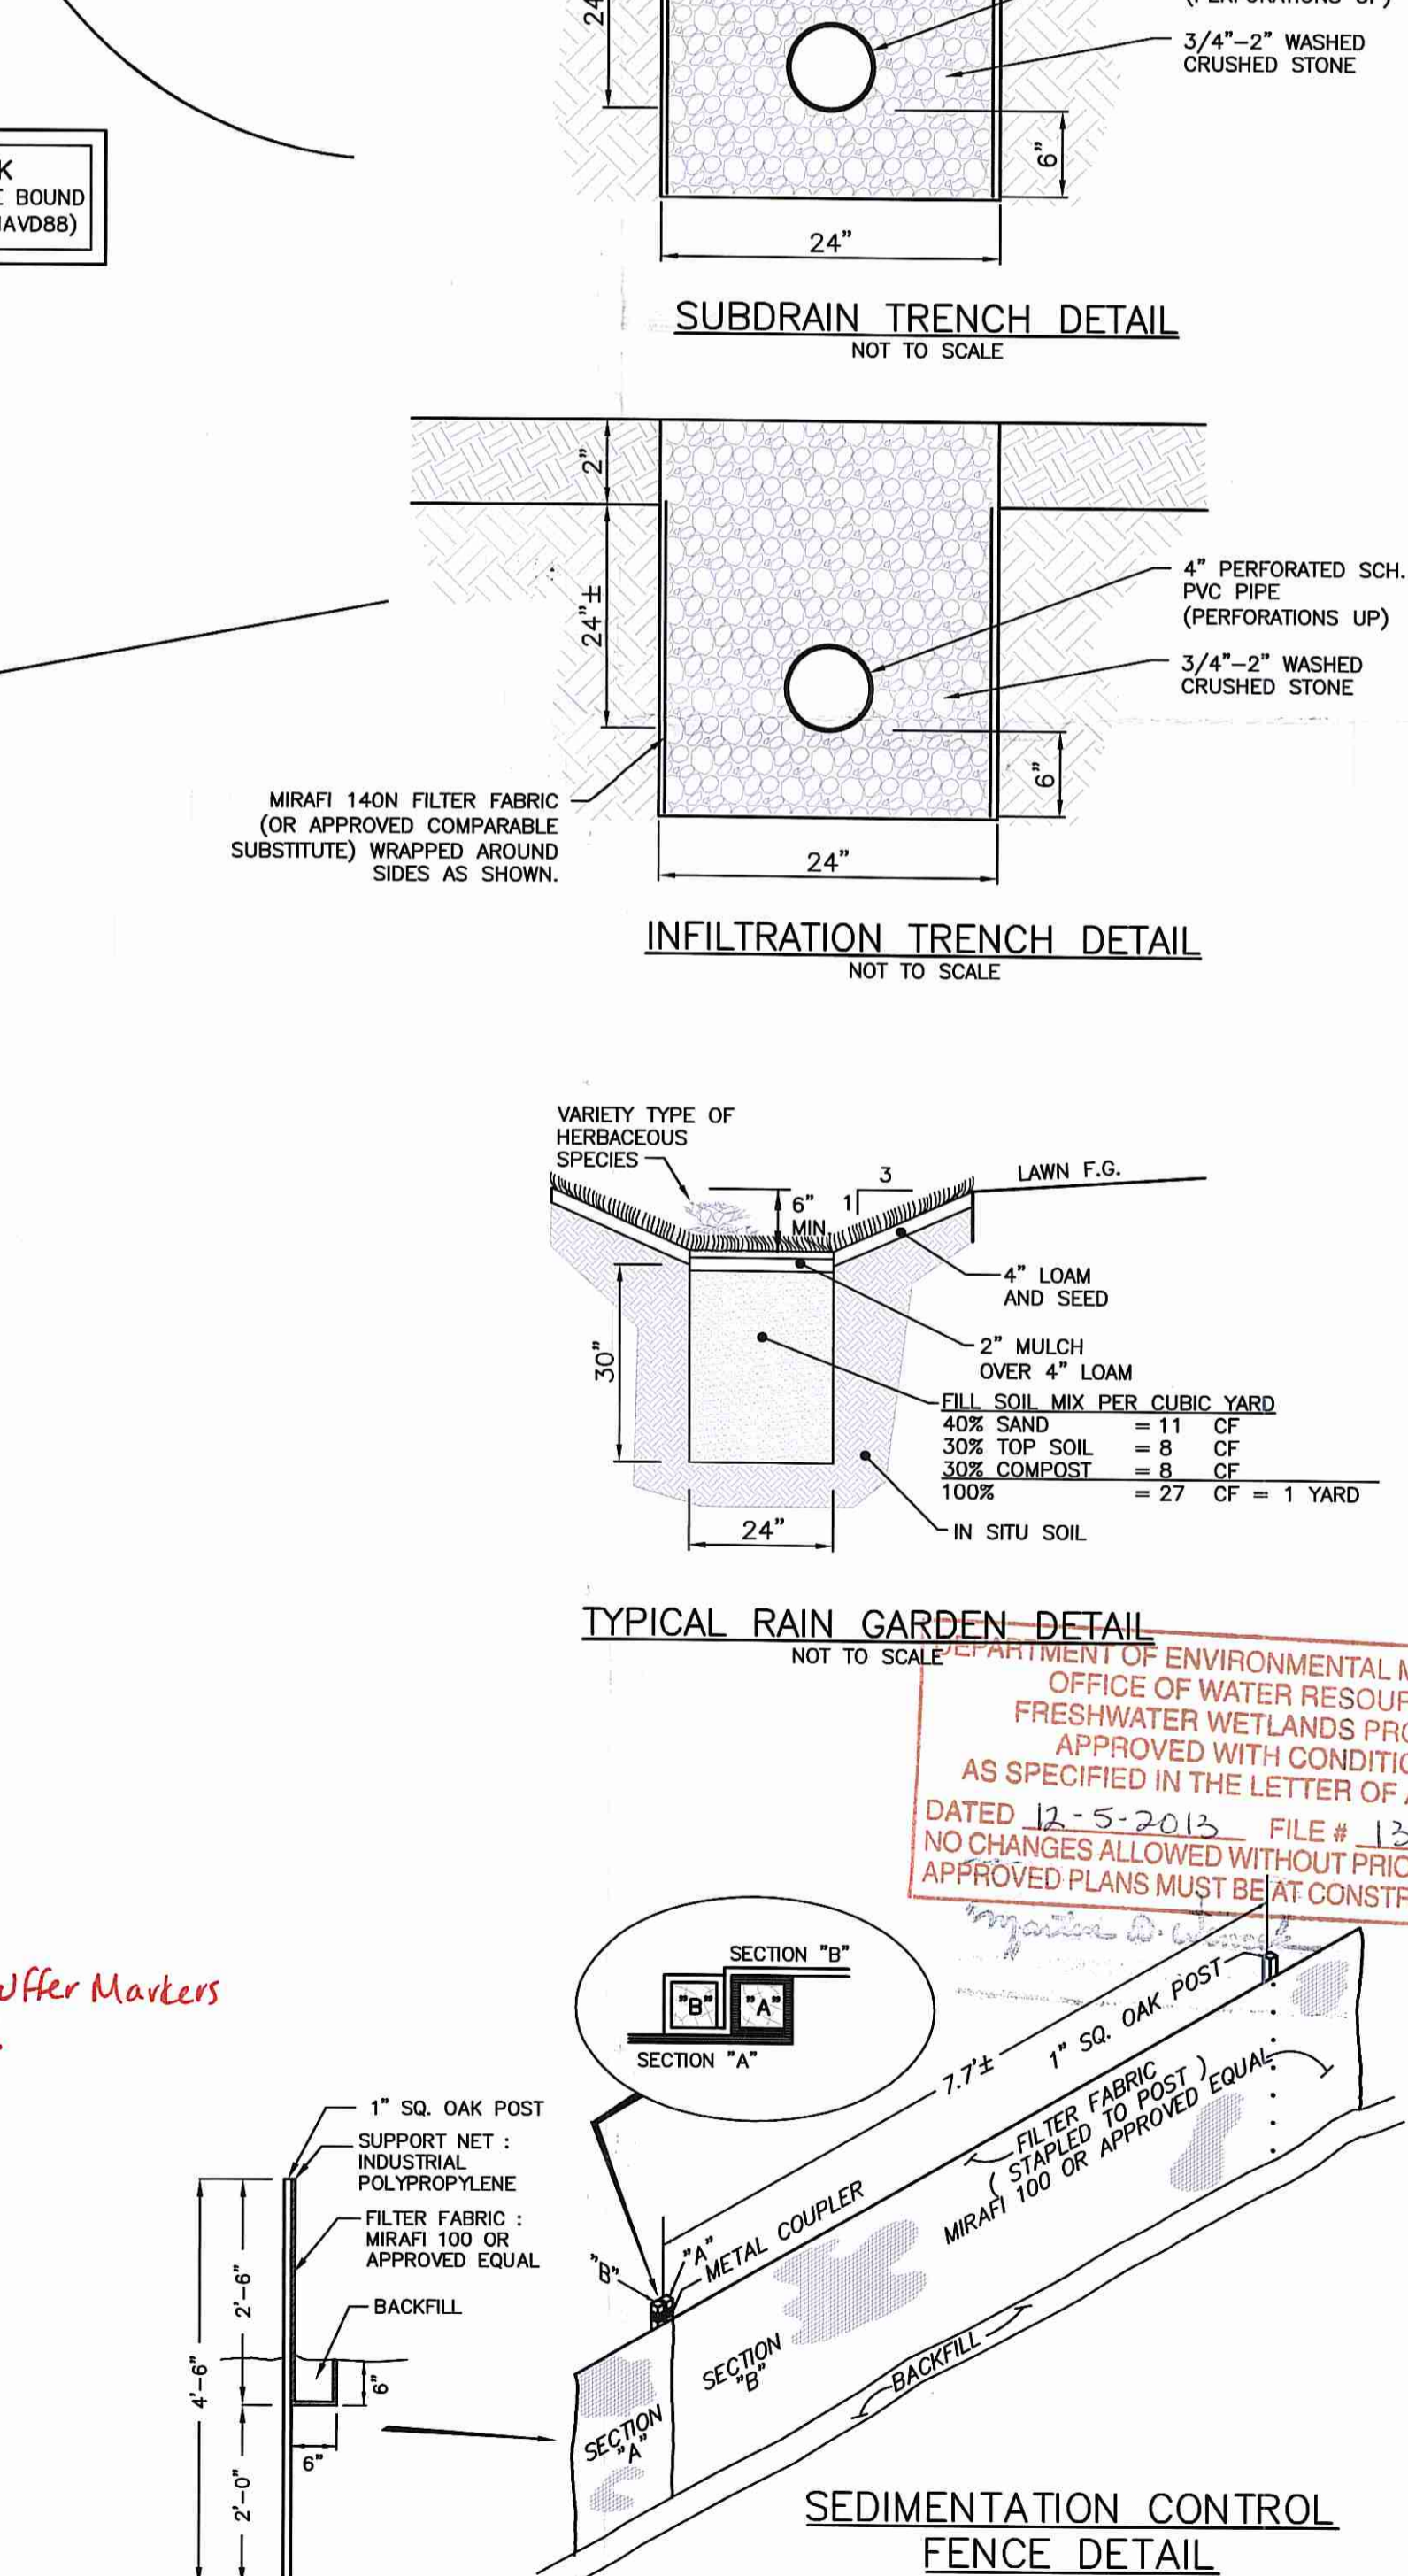 24
3/4"–2" WASHED
CRUSHED STONE
6"
24"
BOUND
SUBDRAIN TRENCH DETAIL
NOT TO SCALE
2"
24"±
4" PERFORATED SCH.
PVC PIPE
(PERFORATIONS UP)
3/4"–2" WASHED
CRUSHED STONE
6"
MIRAFI 140N FILTER FABRIC
(OR APPROVED COMPARABLE
SUBSTITUTE) WRAPPED AROUND
SIDES AS SHOWN.
24"
INFILTRATION TRENCH DETAIL
NOT TO SCALE
VARIETY TYPE OF
HERBACEOUS
SPECIES
6"
MIN.
3
1
LAWN F.G.
4" LOAM
AND SEED
2" MULCH
OVER 4" LOAM
30"
FILL SOIL MIX PER CUBIC YARD
40% SAND = 11 CF
30% TOP SOIL = 8 CF
30% COMPOST = 8 CF
100% = 27 CF = 1 YARD
IN SITU SOIL
24"
TYPICAL RAIN GARDEN DETAIL
NOT TO SCALE
DEPARTMENT OF ENVIRONMENTAL M
OFFICE OF WATER RESOUR
FRESHWATER WETLANDS PRO
APPROVED WITH CONDITIO
AS SPECIFIED IN THE LETTER OF
DATED 12-5-2013 FILE # 13
NO CHANGES ALLOWED WITHOUT PRIO
APPROVED PLANS MUST BE AT CONSTR
uffer Markers
SECTION "B"
"B" "A"
SECTION "A"
7.7'±
1" SQ. OAK POST
FILTER FABRIC
( STAPLED TO POST )
MIRAFI 100 OR APPROVED EQUAL
"B"
"A"
METAL COUPLER
SECTION
"B"
SECTION
"A"
BACKFILL
1" SQ. OAK POST
SUPPORT NET :
INDUSTRIAL
POLYPROPYLENE
FILTER FABRIC :
MIRAFI 100 OR
APPROVED EQUAL
BACKFILL
4'–6"
2'–6"
6"
6"
2'–0"
SEDIMENTATION CONTROL
FENCE DETAIL